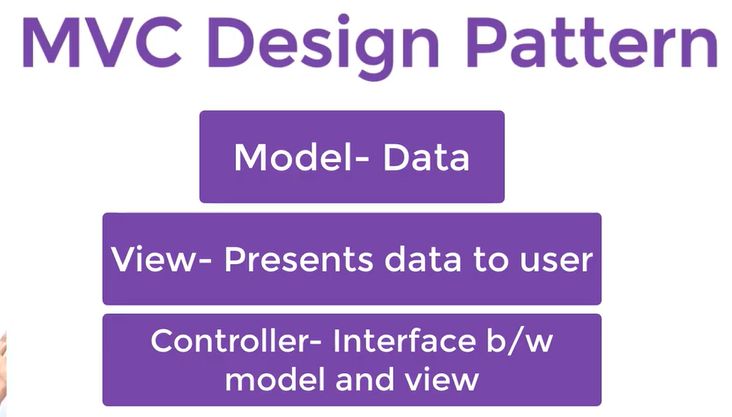 MVC Design Pattern
Model- Data
View- Presents data to user
Controller- Interface b/w
model and view